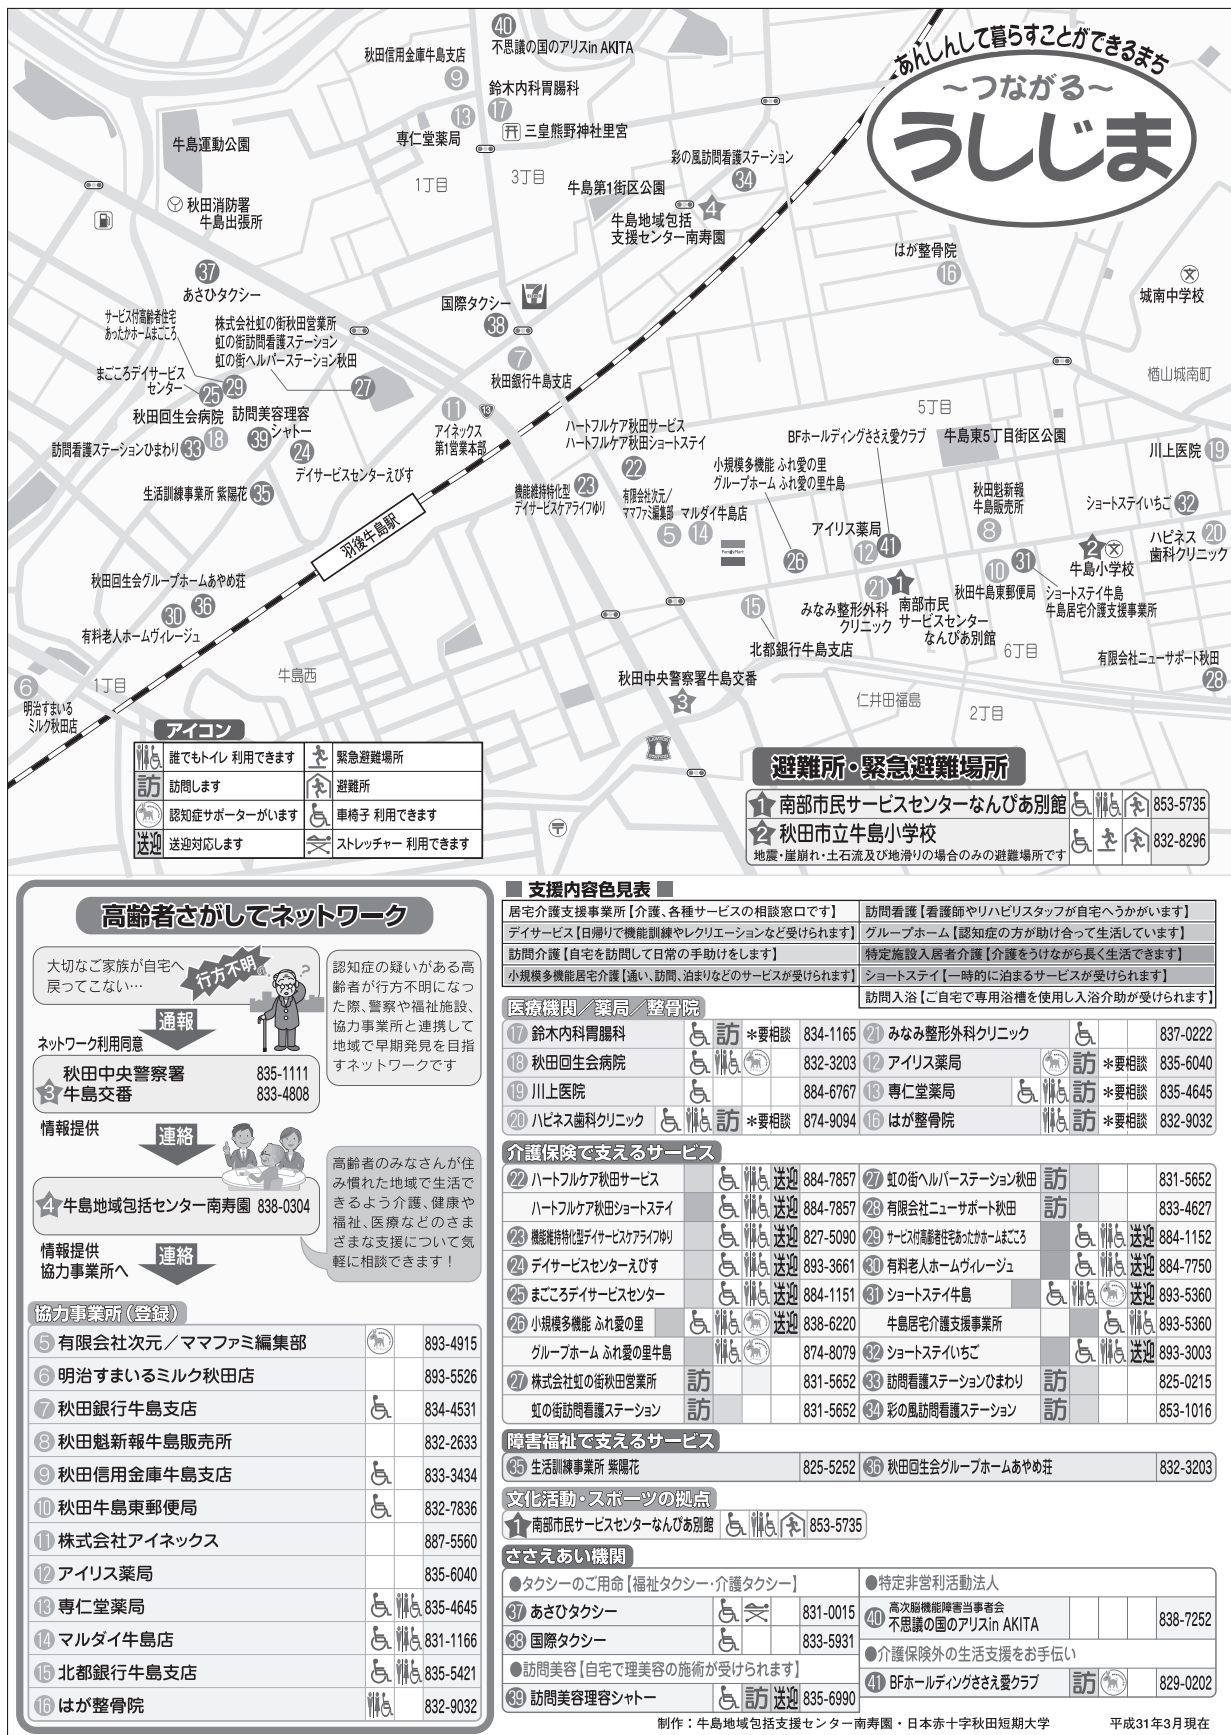 あんしんして暮らすことができるまち
～つながる～
うしじま
40
不思議の国のアリスin AKITA
秋田信用金庫牛島支店
9
鈴木内科胃腸科
17
13
専仁堂薬局
三皇熊野神社里宮
牛島運動公園
1丁目
3丁目
彩の風訪問看護ステーション
34
牛島第1街区公園
4
牛島地域包括
支援センター南寿園
秋田消防署
牛島出張所
はが整骨院
16
城南中学校
37
あさひタクシー
サービス付高齢者住宅
あったかホームまごころ
株式会社虹の街秋田営業所
虹の街訪問看護ステーション
虹の街ヘルパーステーション秋田
国際タクシー
38
7
秋田銀行牛島支店
まごころデイサービス
センター
25
29
27
楢山城南町
秋田回生会病院
18
訪問美容理容
シャトー
39
24
デイサービスセンターえびす
訪問看護ステーションひまわり
33
11
13
アイネックス
第1営業本部
5丁目
ハートフルケア秋田サービス
ハートフルケア秋田ショートステイ
22
BFホールディングささえ愛クラブ
牛島東5丁目街区公園
川上医院
19
小規模多機能 ふれ愛の里
グループホーム ふれ愛の里牛島
生活訓練事業所 紫陽花
35
機能維持特化型
デイサービスケアライフゆり
23
有限会社次元／
ママファミ編集部
5
マルダイ牛島店
14
FamilyMart
26
アイリス薬局
12
41
秋田魁新報
牛島販売所
8
ショートステイいちご
32
ハピネス
歯科クリニック
20
2
牛島小学校
羽後牛島駅
秋田回生会グループホームあやめ荘
30
36
有料老人ホームヴィレージュ
15
北都銀行牛島支店
21
みなみ整形外科
クリニック
1
南部市民
サービスセンター
なんぴあ別館
10
秋田牛島東郵便局
31
ショートステイ牛島
牛島居宅介護支援事業所
6丁目
有限会社ニューサポート秋田
28
6
明治すまいる
ミルク秋田店
1丁目
牛島西
秋田中央警察署牛島交番
3
仁井田福島
2丁目
アイコン
誰でもトイレ 利用できます
緊急避難場所
訪
訪問します
避難所
認知症サポーターがいます
車椅子 利用できます
送迎
送迎対応します
ストレッチャー 利用できます
避難所・緊急避難場所
1 南部市民サービスセンターなんぴあ別館 853-5735
2 秋田市立牛島小学校 832-8296
地震・崖崩れ・土石流及び地滑りの場合のみの避難場所です
高齢者さがしてネットワーク
大切なご家族が自宅へ
戻ってこない…
行方不明
認知症の疑いがある高
齢者が行方不明になっ
た際、警察や福祉施設、
協力事業所と連携して
地域で早期発見を目指
すネットワークです
通報
ネットワーク利用同意
秋田中央警察署 835-1111
3 牛島交番 833-4808
情報提供
連絡
4 牛島地域包括センター南寿園 838-0304
高齢者のみなさんが住
み慣れた地域で生活で
きるよう介護、健康や
福祉、医療などのさま
ざまな支援について気
軽に相談できます！
情報提供
協力事業所へ
連絡
協力事業所（登録）
5 有限会社次元／ママファミ編集部 893-4915
6 明治すまいるミルク秋田店 893-5526
7 秋田銀行牛島支店 834-4531
8 秋田魁新報牛島販売所 832-2633
9 秋田信用金庫牛島支店 833-3434
10 秋田牛島東郵便局 832-7836
11 株式会社アイネックス 887-5560
12 アイリス薬局 835-6040
13 専仁堂薬局 835-4645
14 マルダイ牛島店 831-1166
15 北都銀行牛島支店 835-5421
16 はが整骨院 832-9032
■ 支援内容色見表 ■
居宅介護支援事業所【介護、各種サービスの相談窓口です】
デイサービス【日帰りで機能訓練やレクリエーションなど受けられます】
訪問介護【自宅を訪問して日常の手助けをします】
小規模多機能居宅介護【通い、訪問、泊まりなどのサービスが受けられます】
訪問看護【看護師やリハビリスタッフが自宅へうかがいます】
グループホーム【認知症の方が助け合って生活しています】
特定施設入居者介護【介護をうけながら長く生活できます】
ショートステイ【一時的に泊まるサービスが受けられます】
訪問入浴【ご自宅で専用浴槽を使用し入浴介助が受けられます】
医療機関／薬局／整骨院
17 鈴木内科胃腸科 訪 *要相談 834-1165
18 秋田回生会病院 832-3203
19 川上医院 884-6767
20 ハピネス歯科クリニック 訪 *要相談 874-9094
21 みなみ整形外科クリニック 837-0222
12 アイリス薬局 訪 *要相談 835-6040
13 専仁堂薬局 訪 *要相談 835-4645
16 はが整骨院 訪 *要相談 832-9032
介護保険で支えるサービス
22 ハートフルケア秋田サービス 送迎 884-7857
ハートフルケア秋田ショートステイ 送迎 884-7857
23 機能維持特化型デイサービスケアライフゆり 送迎 827-5090
24 デイサービスセンターえびす 送迎 893-3661
25 まごころデイサービスセンター 送迎 884-1151
26 小規模多機能 ふれ愛の里 送迎 838-6220
グループホーム ふれ愛の里牛島 874-8079
27 株式会社虹の街秋田営業所 訪 831-5652
虹の街訪問看護ステーション 訪 831-5652
27 虹の街ヘルパーステーション秋田 訪 831-5652
28 有限会社ニューサポート秋田 訪 833-4627
29 サービス付高齢者住宅あったかホームまごころ 送迎 884-1152
30 有料老人ホームヴィレージュ 送迎 884-7750
31 ショートステイ牛島 送迎 893-5360
牛島居宅介護支援事業所 893-5360
32 ショートステイいちご 送迎 893-3003
33 訪問看護ステーションひまわり 訪 825-0215
34 彩の風訪問看護ステーション 訪 853-1016
障害福祉で支えるサービス
35 生活訓練事業所 紫陽花 825-5252
36 秋田回生会グループホームあやめ荘 832-3203
文化活動・スポーツの拠点
1 南部市民サービスセンターなんぴあ別館 853-5735
ささえあい機関
●タクシーのご用命【福祉タクシー・介護タクシー】
37 あさひタクシー 831-0015
38 国際タクシー 833-5931
●訪問美容【自宅で理美容の施術が受けられます】
39 訪問美容理容シャトー 訪 送迎 835-6990
●特定非営利活動法人
40 高次脳機能障害当事者会
不思議の国のアリスin AKITA 838-7252
●介護保険外の生活支援をお手伝い
41 BFホールディングささえ愛クラブ 訪 829-0202
制作：牛島地域包括支援センター南寿園・日本赤十字秋田短期大学 平成31年3月現在